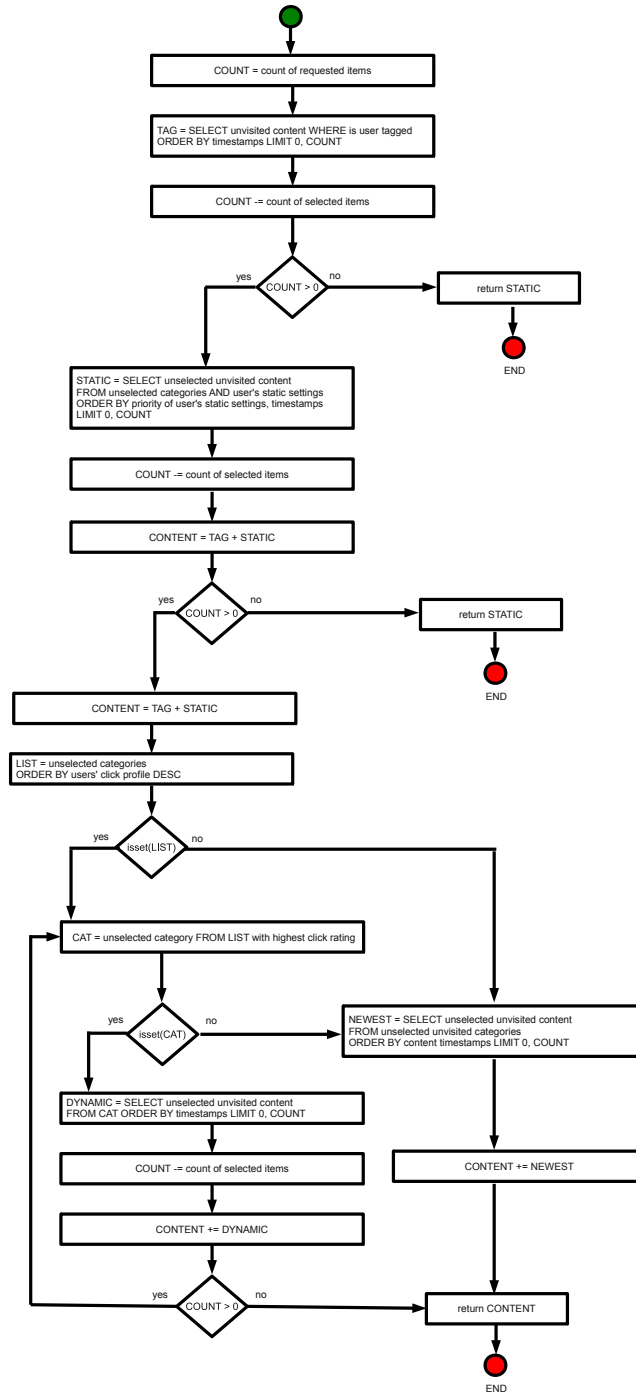 COUNT = count of requested items
TAG = SELECT unvisited content WHERE is user tagged
ORDER BY timestamps LIMIT 0, COUNT
COUNT -= count of selected items
yes
no
COUNT > 0
return STATIC
END
STATIC = SELECT unselected unvisited content
FROM unselected categories AND user's static settings
ORDER BY priority of user's static settings, timestamps
LIMIT 0, COUNT
COUNT -= count of selected items
CONTENT = TAG + STATIC
yes
no
COUNT > 0
return STATIC
END
CONTENT = TAG + STATIC
LIST = unselected categories
ORDER BY users' click profile DESC
yes
no
isset(LIST)
CAT = unselected category FROM LIST with highest click rating
yes
no
isset(CAT)
NEWEST = SELECT unselected unvisited content
FROM unselected unvisited categories
ORDER BY content timestamps LIMIT 0, COUNT
DYNAMIC = SELECT unselected unvisited content
FROM CAT ORDER BY timestamps LIMIT 0, COUNT
COUNT -= count of selected items
CONTENT += NEWEST
CONTENT += DYNAMIC
yes
no
COUNT > 0
return CONTENT
END